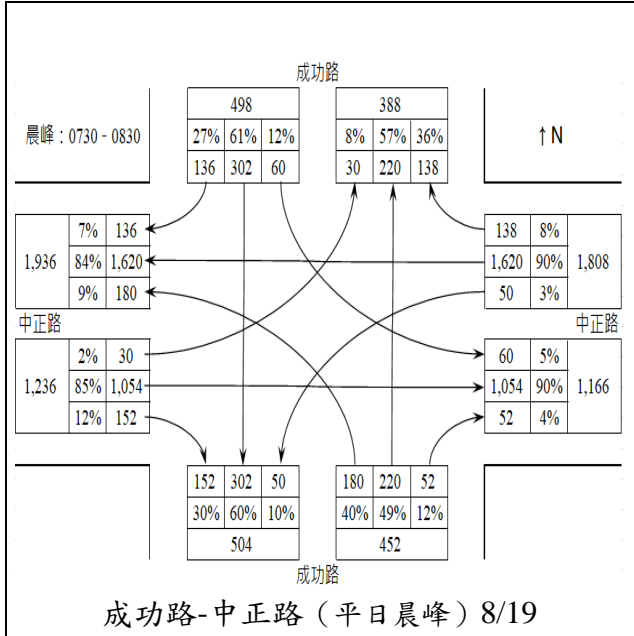 成功路
晨峰：0730 - 0830
498
27% 61% 12%
136 302 60
388
8% 57% 36%
30 220 138
↑N
1,936
7% 136
84% 1,620
9% 180
138 8%
1,620 90%
50 3%
1,808
中正路
中正路
1,236
2% 30
85% 1,054
12% 152
60 5%
1,054 90%
52 4%
1,166
152 302 50
30% 60% 10%
504
180 220 52
40% 49% 12%
452
成功路
成功路-中正路（平日晨峰）8/19